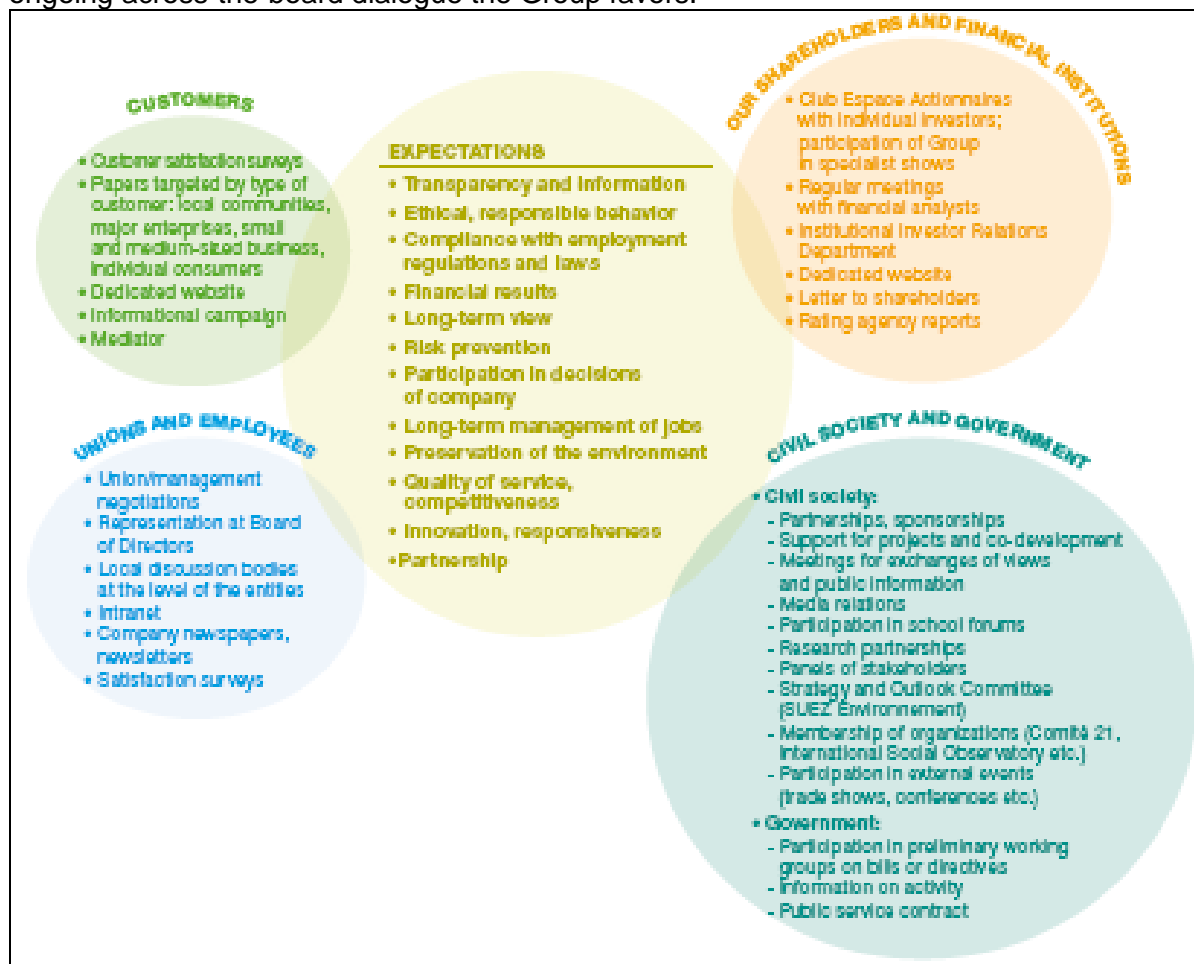 ongoing across the board dialogue the Group favors.
CUSTOMERS
• Customer satisfaction surveys
• Papers targeted by type of
customer: local communities,
major enterprises, small
and medium-sized business,
individual consumers
• Dedicated website
• Informational campaign
• Mediator
EXPECTATIONS
• Transparency and information
• Ethical, responsible behavior
• Compliance with employment
regulations and laws
• Financial results
• Long-term view
• Risk prevention
• Participation in decisions
of company
• Long-term management of jobs
• Preservation of the environment
• Quality of service,
competitiveness
• Innovation, responsiveness
•Partnership
OUR SHAREHOLDERS AND FINANCIAL INSTITUTIONS
• Club Espace Actionnaires
with individual investors;
participation of Group
in specialist shows
• Regular meetings
with financial analysts
• Institutional Investor Relations
Department
• Dedicated website
• Letter to shareholders
• Rating agency reports
UNIONS AND EMPLOYEES
• Union/management
negotiations
• Representation at Board
of Directors
• Local discussion bodies
at the level of the entities
• Intranet
• Company newspapers,
newsletters
• Satisfaction surveys
CIVIL SOCIETY AND GOVERNMENT
• Civil society:
- Partnerships, sponsorships
- Support for projects and co-development
- Meetings for exchanges of views
and public information
- Media relations
- Participation in school forums
- Research partnerships
- Panels of stakeholders
- Strategy and Outlook Committee
(SUEZ Environnement)
- Membership of organizations (Comité 21,
International Social Observatory etc.)
- Participation in external events
(trade shows, conferences etc.)
• Government:
- Participation in preliminary working
groups on bills or directives
- Information on activity
- Public service contract